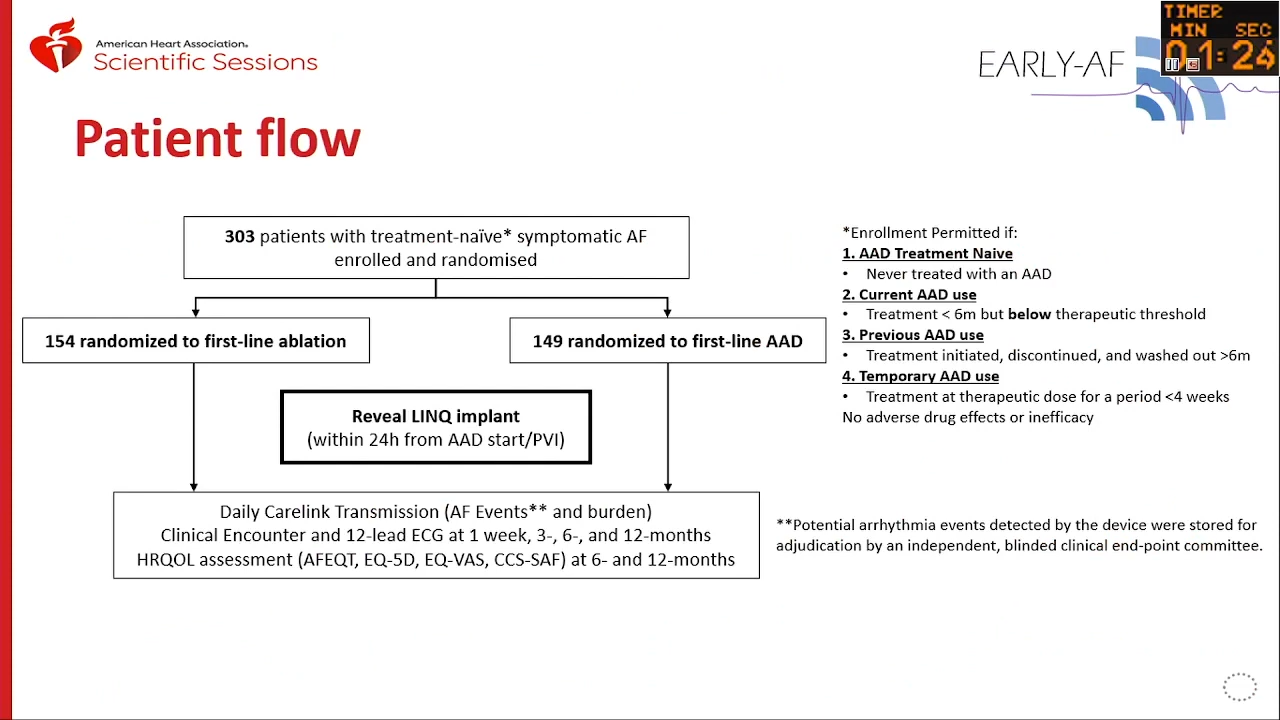 American Heart Association®
Scientific Sessions
EARLY-AF
TIMER
MIN SEC
01:24
Patient flow
303 patients with treatment-naïve* symptomatic AF
enrolled and randomised
154 randomized to first-line ablation
149 randomized to first-line AAD
Reveal LINQ implant
(within 24h from AAD start/PVI)
Daily Carelink Transmission (AF Events** and burden)
Clinical Encounter and 12-lead ECG at 1 week, 3-, 6-, and 12-months
HRQOL assessment (AFEQT, EQ-5D, EQ-VAS, CCS-SAF) at 6- and 12-months
*Enrollment Permitted if:
1. AAD Treatment Naive
• Never treated with an AAD
2. Current AAD use
• Treatment < 6m but below therapeutic threshold
3. Previous AAD use
• Treatment initiated, discontinued, and washed out >6m
4. Temporary AAD use
• Treatment at therapeutic dose for a period <4 weeks
No adverse drug effects or inefficacy
**Potential arrhythmia events detected by the device were stored for
adjudication by an independent, blinded clinical end-point committee.